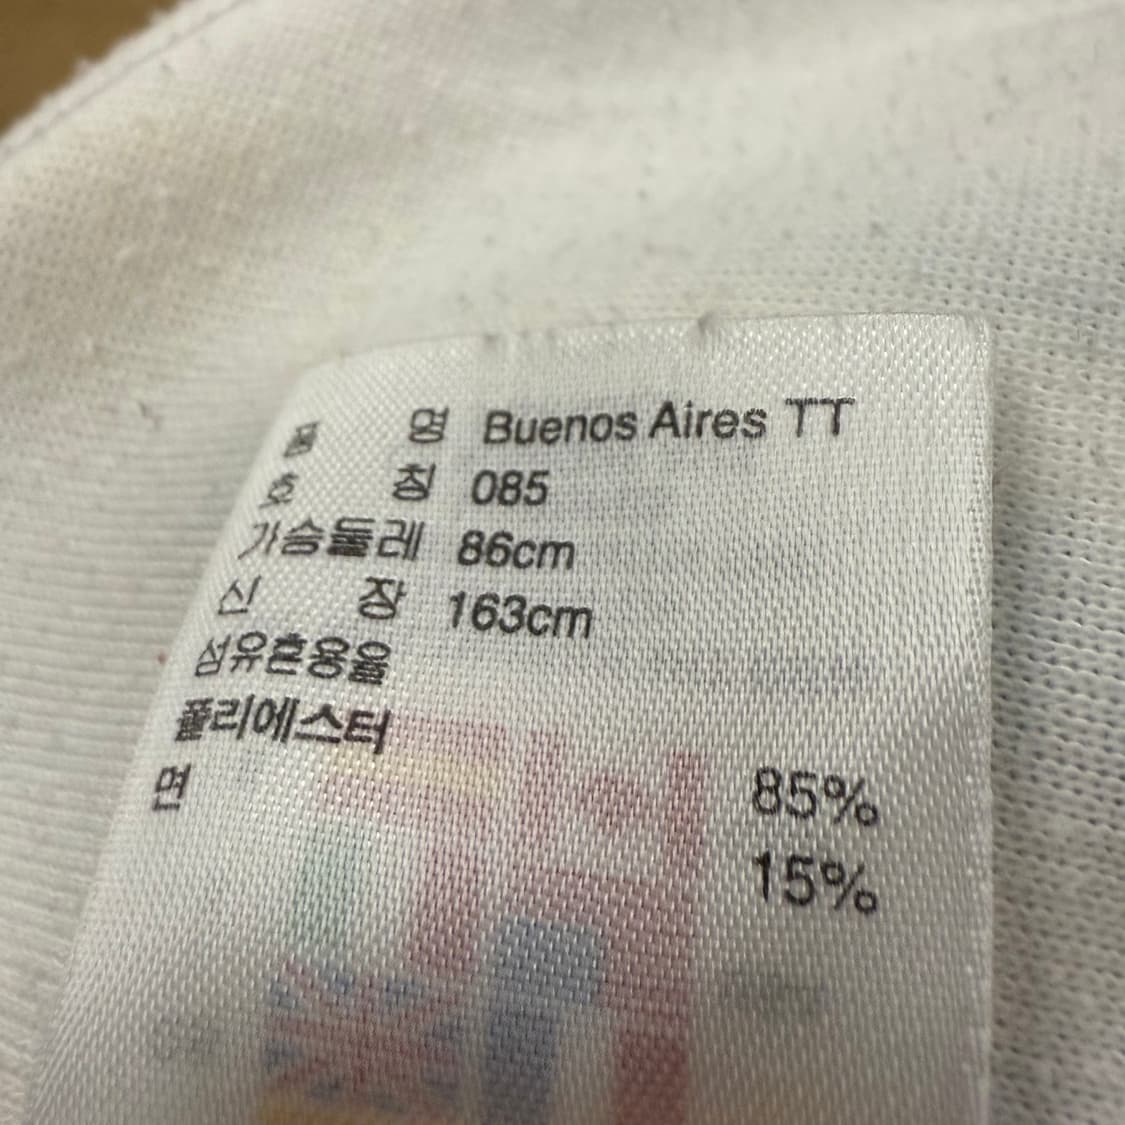 품 명 Buenos Aires TT
호 칭 085
가슴둘레 86cm
신 장 163cm
섬유혼용율
폴리에스터 85%
면 15%